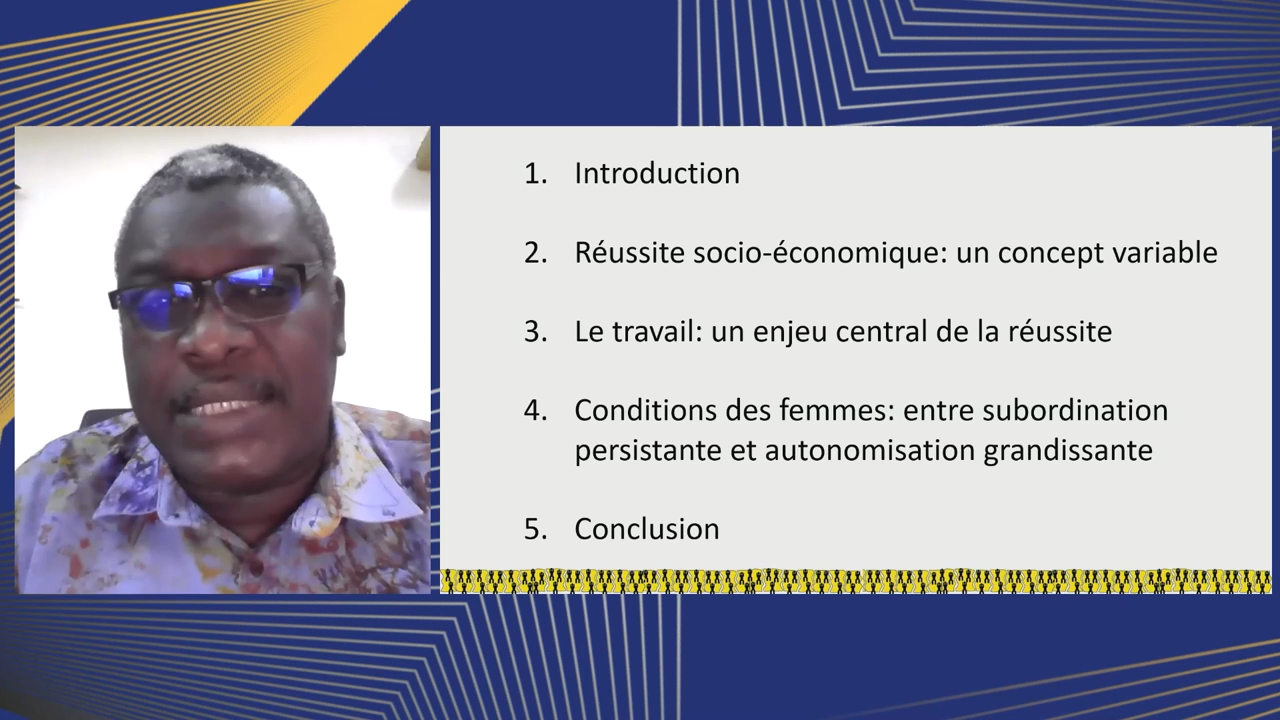 1. Introduction
2. Réussite socio-économique: un concept variable
3. Le travail: un enjeu central de la réussite
4. Conditions des femmes: entre subordination
persistante et autonomisation grandissante
5. Conclusion